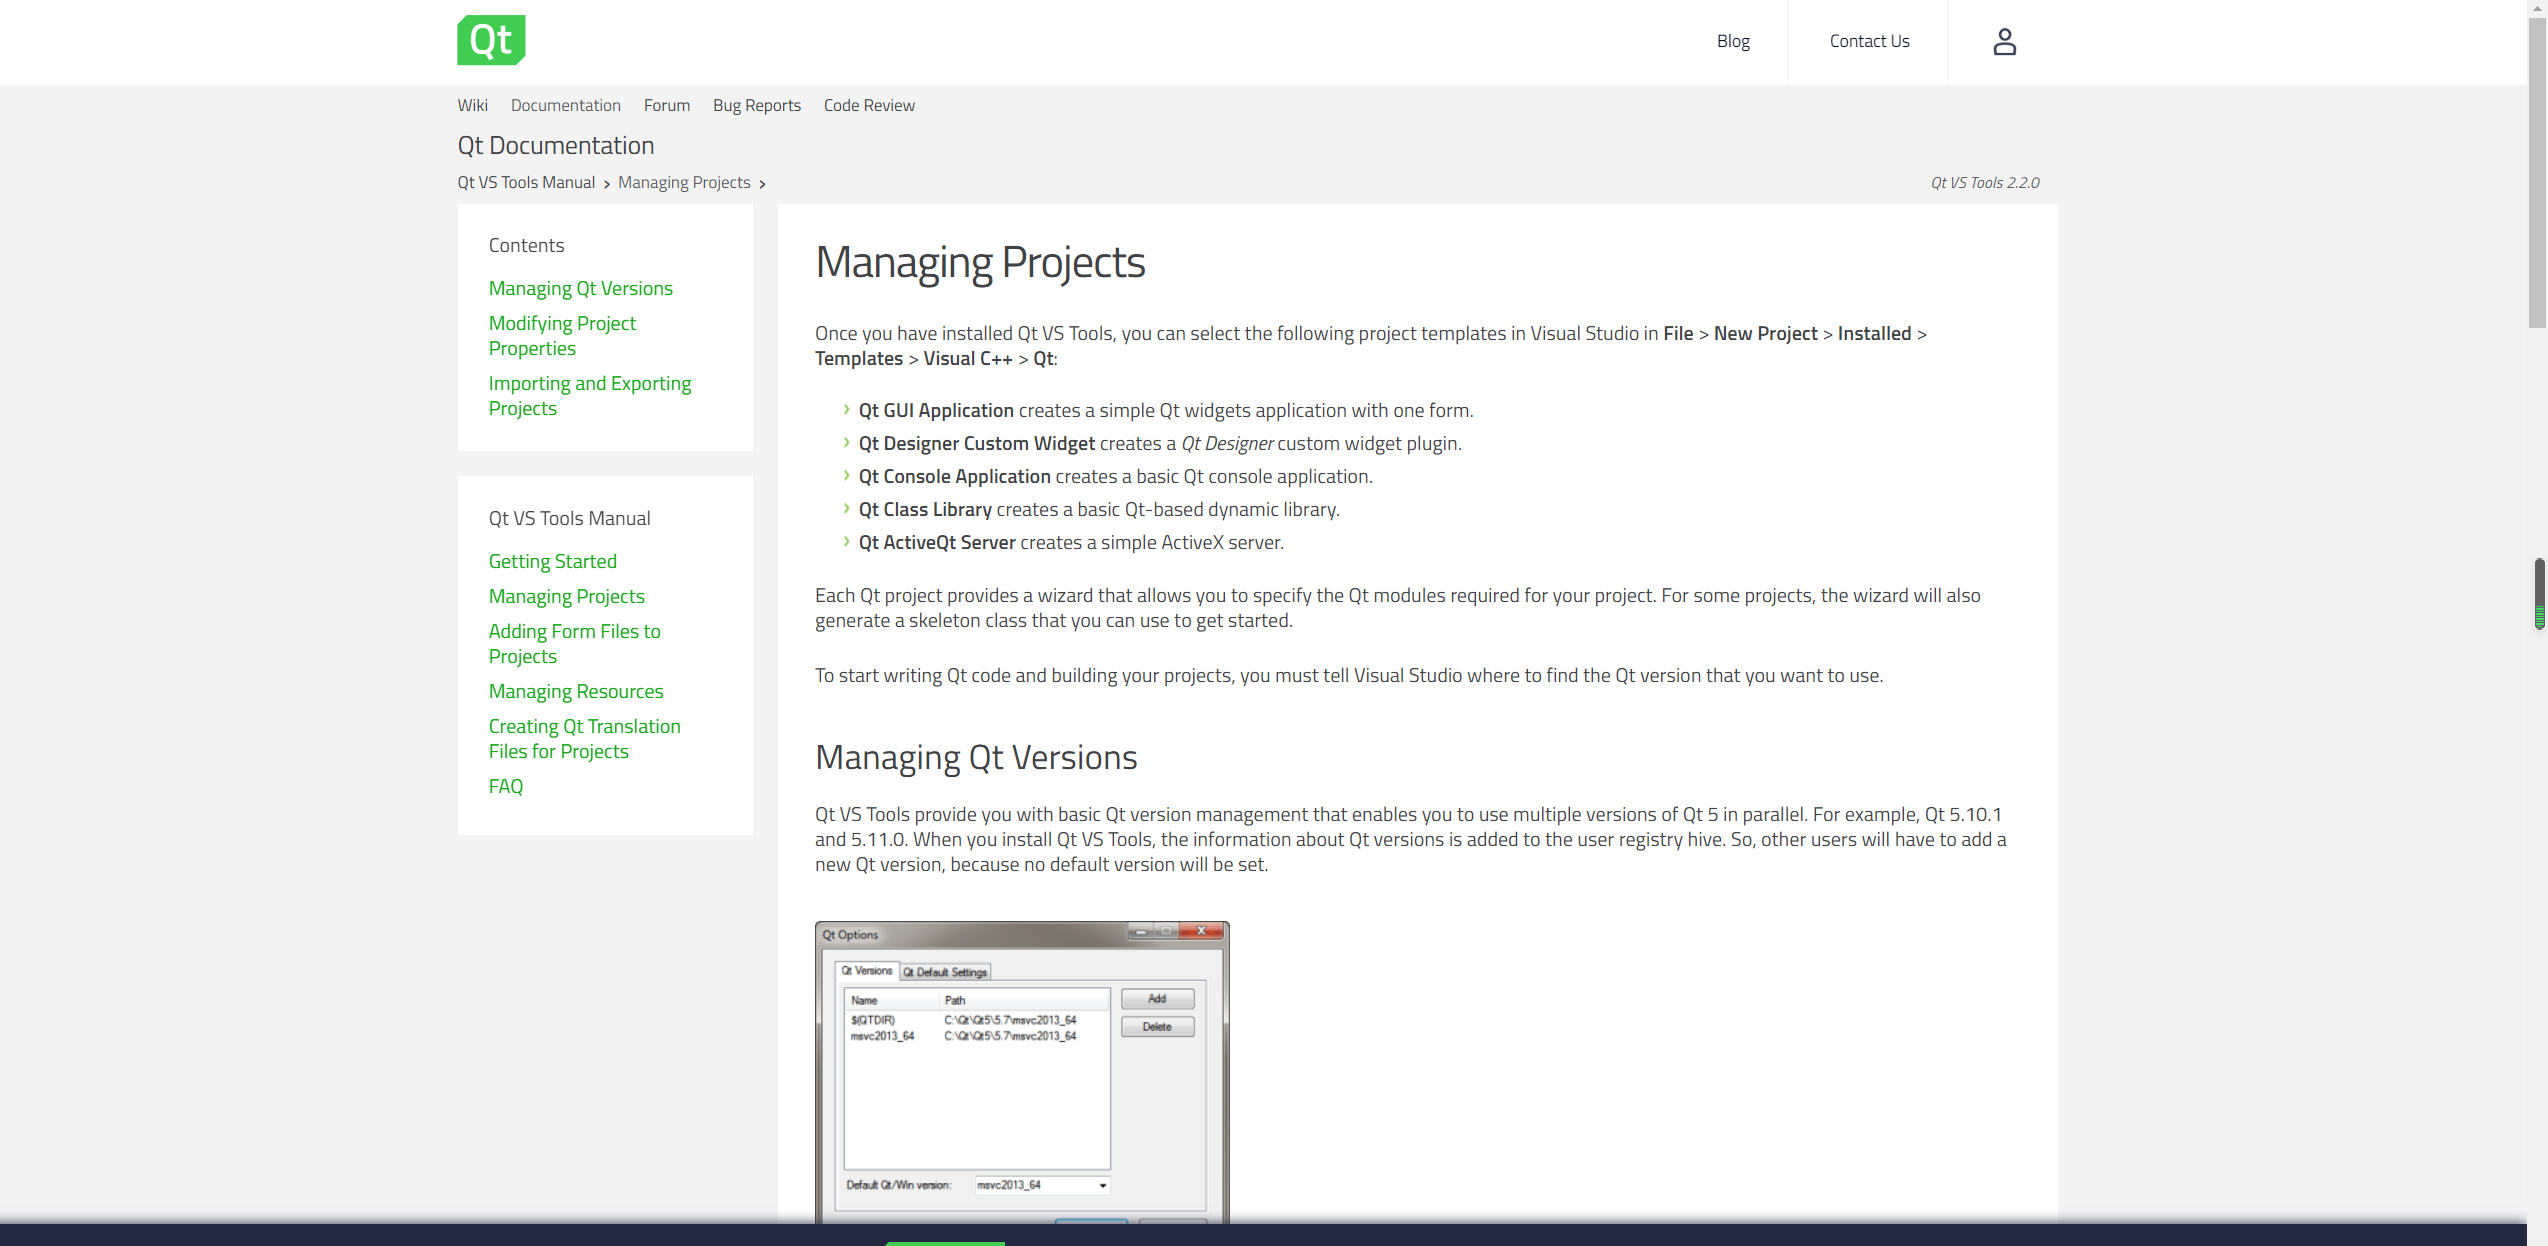 Qt
Blog
Contact Us
Wiki Documentation Forum Bug Reports Code Review
Qt Documentation
Qt VS Tools Manual › Managing Projects ›
Qt VS Tools 2.2.0
Contents
Managing Qt Versions
Modifying Project
Properties
Importing and Exporting
Projects
Qt VS Tools Manual
Getting Started
Managing Projects
Adding Form Files to
Projects
Managing Resources
Creating Qt Translation
Files for Projects
FAQ
Managing Projects
Once you have installed Qt VS Tools, you can select the following project templates in Visual Studio in File > New Project > Installed >
Templates > Visual C++ > Qt:
› Qt GUI Application creates a simple Qt widgets application with one form.
› Qt Designer Custom Widget creates a Qt Designer custom widget plugin.
› Qt Console Application creates a basic Qt console application.
› Qt Class Library creates a basic Qt-based dynamic library.
› Qt ActiveQt Server creates a simple ActiveX server.
Each Qt project provides a wizard that allows you to specify the Qt modules required for your project. For some projects, the wizard will also
generate a skeleton class that you can use to get started.
To start writing Qt code and building your projects, you must tell Visual Studio where to find the Qt version that you want to use.
Managing Qt Versions
Qt VS Tools provide you with basic Qt version management that enables you to use multiple versions of Qt 5 in parallel. For example, Qt 5.10.1
and 5.11.0. When you install Qt VS Tools, the information about Qt versions is added to the user registry hive. So, other users will have to add a
new Qt version, because no default version will be set.
Qt Options
Qt Versions Qt Default Settings
Name Path
$(QTDIR) C:\Qt\Qt5\5.7\msvc2013_64
msvc2013_64 C:\Qt\Qt5\5.7\msvc2013_64
Add
Delete
Default Qt/Win version: msvc2013_64